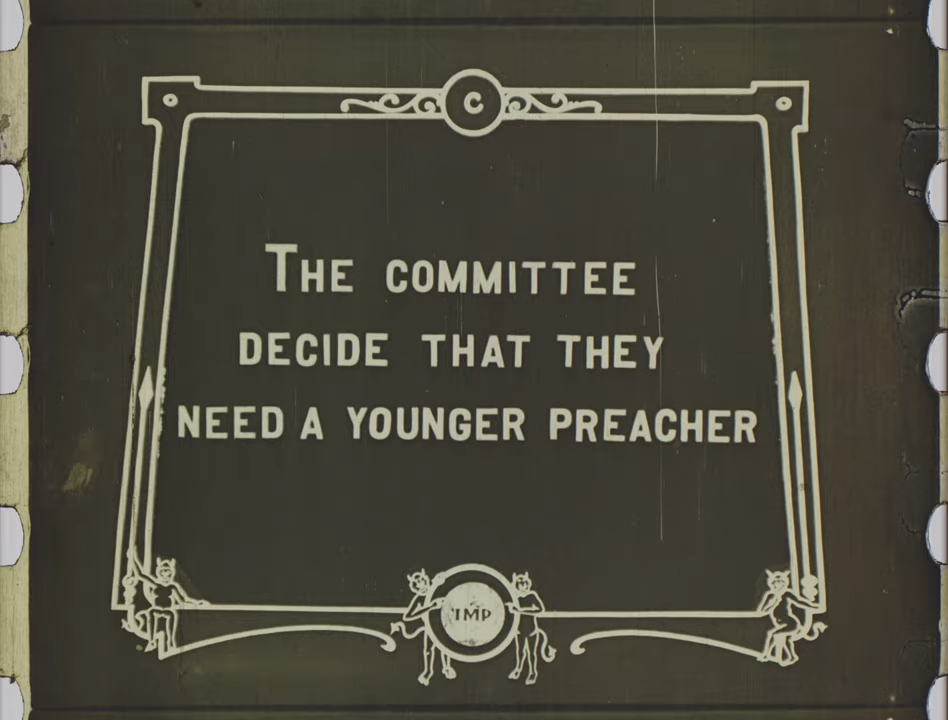 C
THE COMMITTEE
DECIDE THAT THEY
NEED A YOUNGER PREACHER
IMP